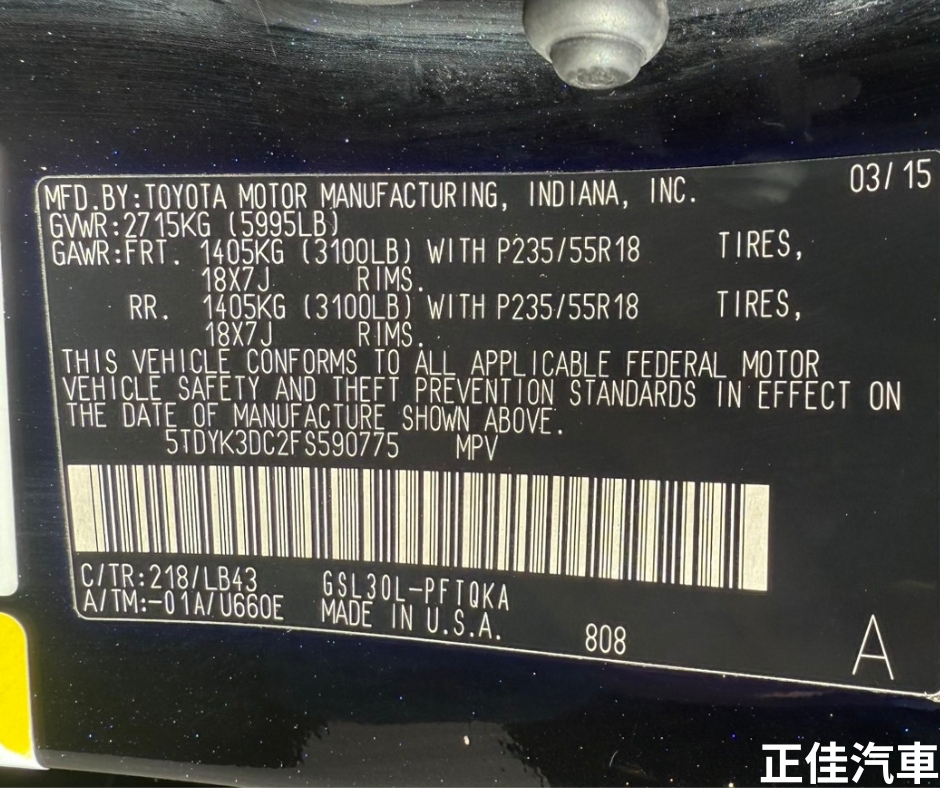 03/15
MFD.BY:TOYOTA MOTOR MANUFACTURING, INDIANA, INC.
GVWR:2715KG (5995LB)
GAWR:FRT. 1405KG (3100LB) WITH P235/55R18 TIRES,
18X7J RIMS.
RR. 1405KG (3100LB) WITH P235/55R18 TIRES,
18X7J RIMS.
THIS VEHICLE CONFORMS TO ALL APPLICABLE FEDERAL MOTOR
VEHICLE SAFETY AND THEFT PREVENTION STANDARDS IN EFFECT ON
THE DATE OF MANUFACTURE SHOWN ABOVE.
5TDYK3DC2FS590775 MPV
C/TR:218/LB43 GSL30L-PFTQKA
A/TM:-01A/U660E MADE IN U.S.A. 808 A
正佳汽車